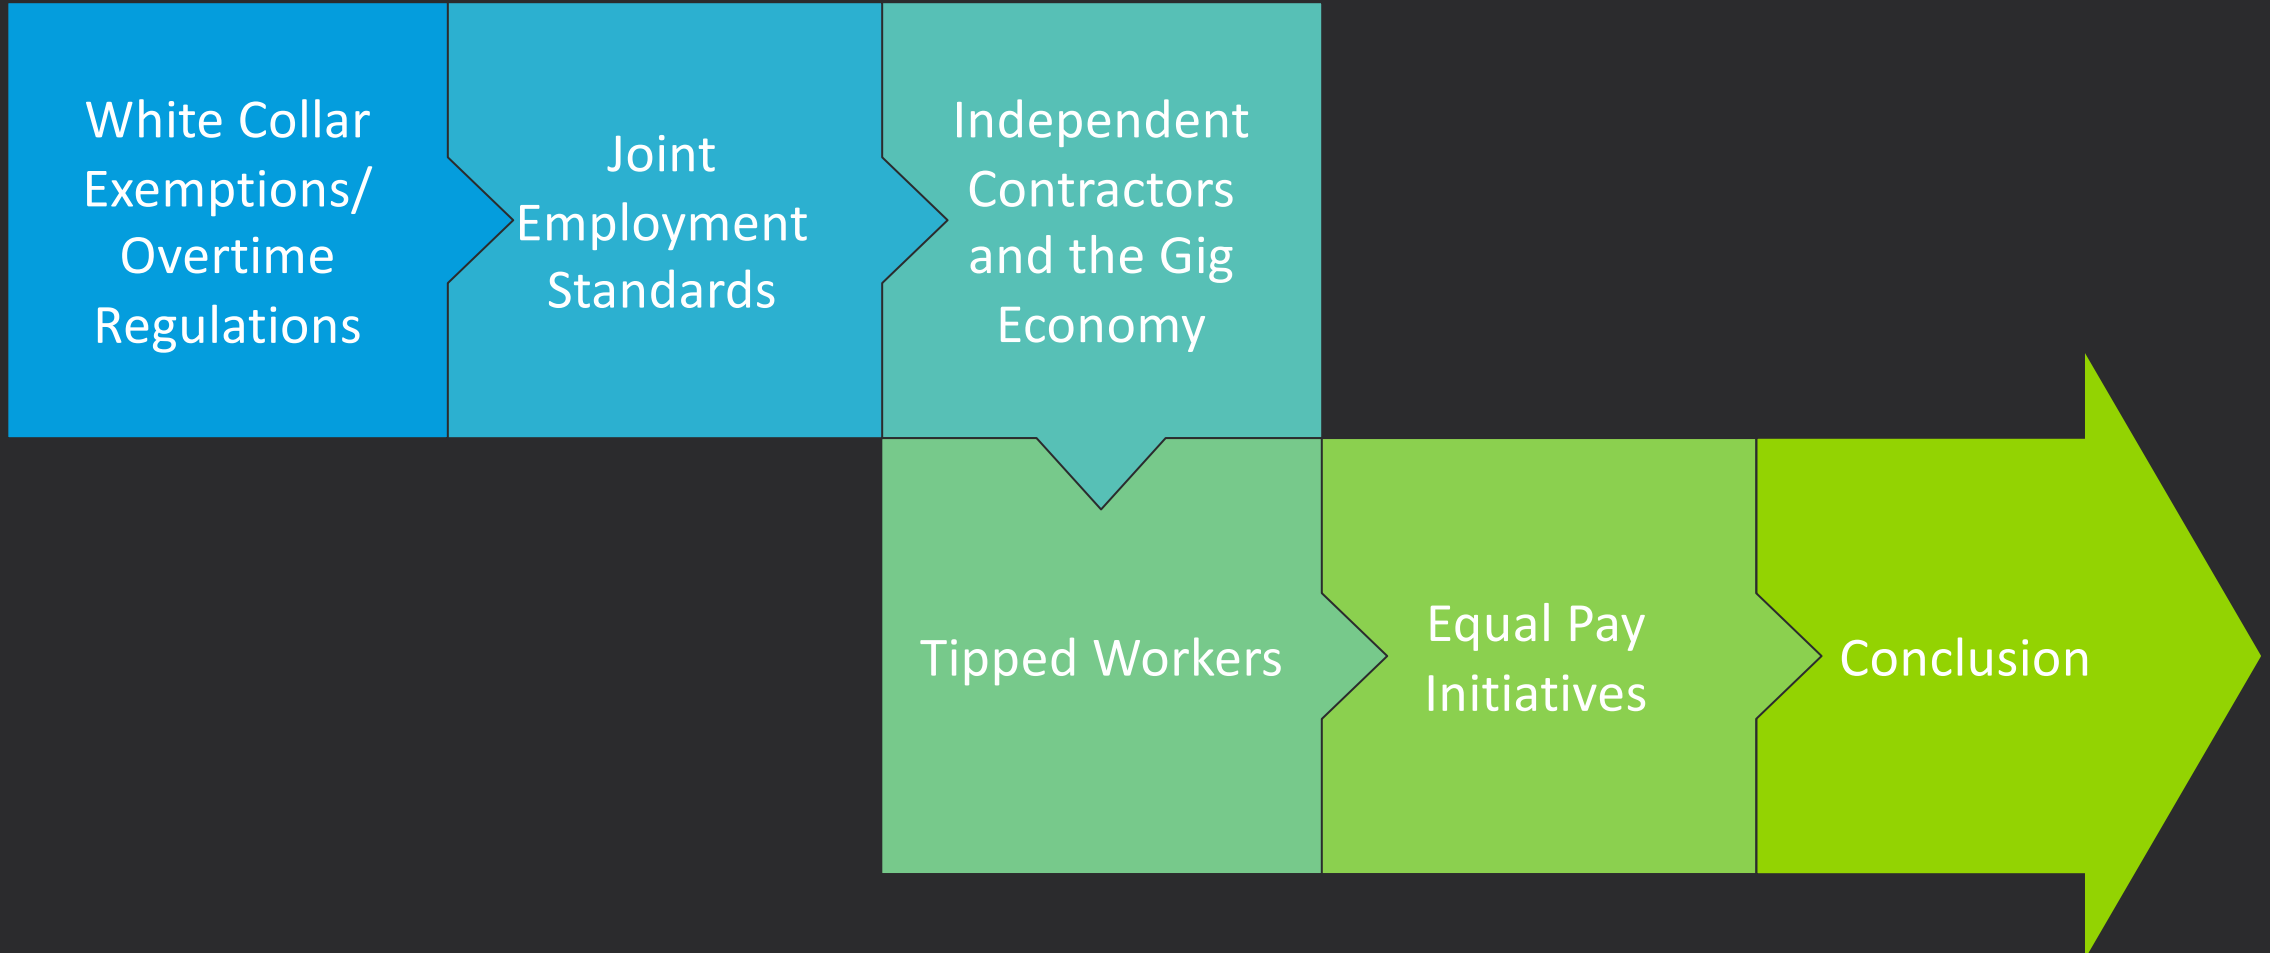 White Collar
Exemptions/
Overtime
Regulations
Joint
Employment
Standards
Independent
Contractors
and the Gig
Economy
Tipped Workers
Equal Pay
Initiatives
Conclusion